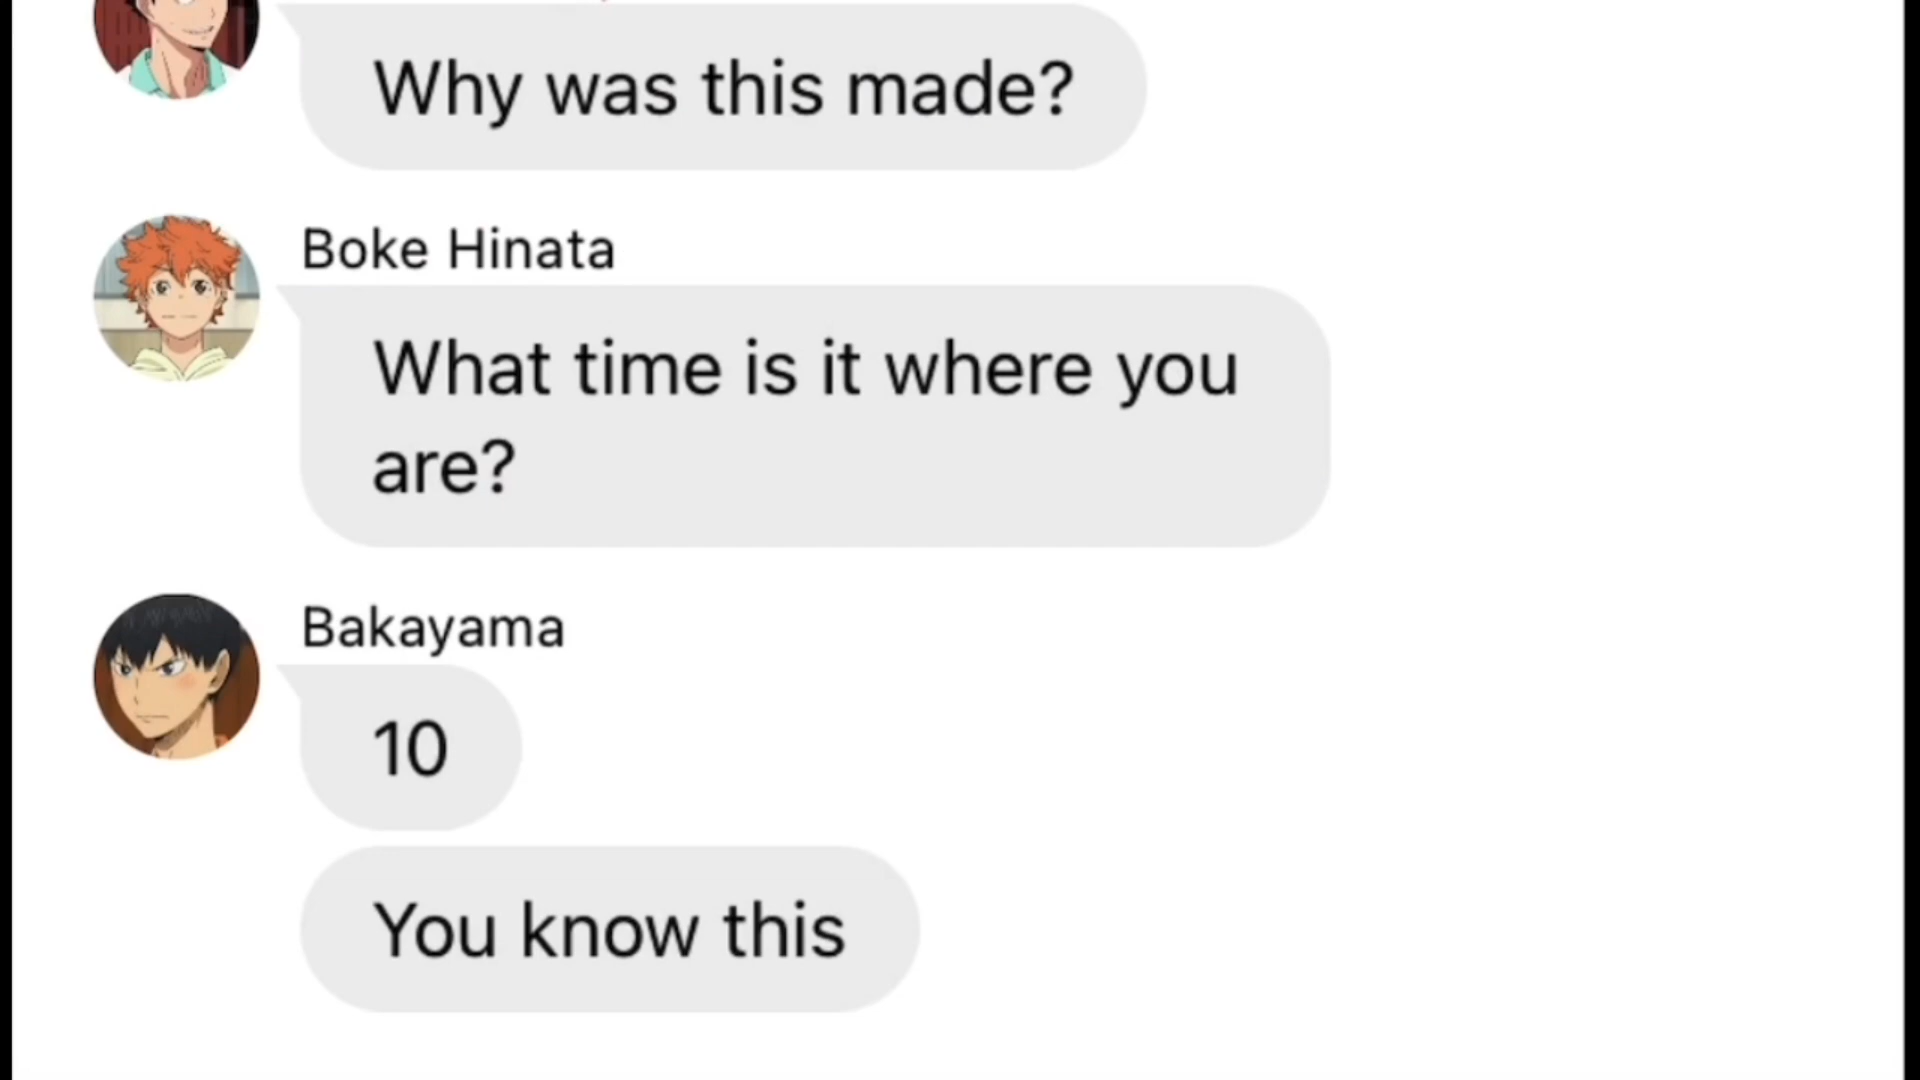 Why was this made?
Boke Hinata
What time is it where you
are?
Bakayama
10
You know this